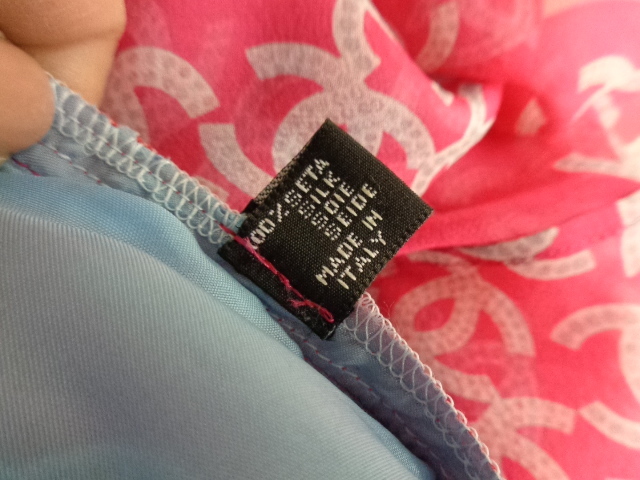 100% SETA
SILK
SOIE
SEIDE
MADE IN
ITALY